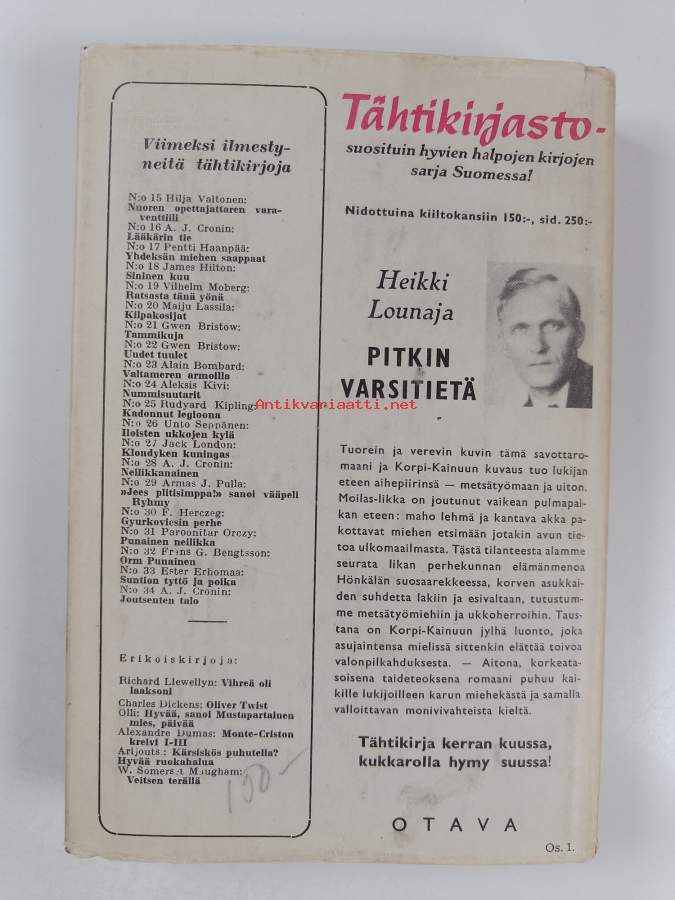 Viimeksi ilmesty-
neitä tähtikirjoja
N:o 15 Hilja Valtonen:
Nuoren opettajattaren vara-
venttiili
N:o 16 A. J. Cronin:
Lääkärin tie
N:o 17 Pentti Haanpää:
Yhdeksän miehen saappaat
N:o 18 James Hilton:
Sininen kuu
N:o 19 Vilhelm Moberg:
Ratsasta tänä yönä
N:o 20 Maiju Lassila:
Kilpakosijat
N:o 21 Gwen Bristow:
Tammikuja
N:o 22 Gwen Bristow:
Uudet tuulet
N:o 23 Alain Bombard:
Valtameren armoilla
N:o 24 Aleksis Kivi:
Nummisuutarit
N:o 25 Rudyard Kipling:
Kadonnut legioona
N:o 26 Unto Seppänen:
Iloisten ukkojen kylä
N:o 27 Jack London:
Klondyken kuningas
N:o 28 A. J. Cronin:
Neilikkanainen
N:o 29 Armas J. Pulla:
»Jees plitisimppa!» sanoi vääpeli
Ryhmy
N:o 30 F. Herczeg:
Gyurkoviesin perhe
N:o 31 Paroonitar Orczy:
Punainen neilikka
N:o 32 Frans G. Bengtsson:
Orm Punainen
N:o 33 Ester Erhomaa:
Suntion tyttö ja poika
N:o 34 A. J. Cronin:
Joutsenten talo
Erikoiskirjoja:
Richard Llewellyn: Vihreä oli
laaksoni
Charles Dickens: Oliver Twist
Olli: Hyvää, sanoi Mustapartainen
mies, päivää
Alexandre Dumas: Monte-Criston
kreivi I-III
Arijouts.: Kärsiskös puhutella?
Hyvää ruokahalua
W. Somerset Maugham:
Veitsen terällä
150-
Tähtikirjasto-
suosituin hyvien halpojen kirjojen
sarja Suomessa!
Nidottuina kiiltokansiin 150:-, sid. 250:-
Heikki
Lounaja
PITKIN
VARSITIETÄ
Antikvariaatti.net
Tuorein ja verevin kuvin tämä savottaro-
maani ja Korpi-Kainuun kuvaus tuo lukijan
eteen aihepiirinsä — metsätyömaan ja uiton.
Moilas-Iikka on joutunut vaikean pulmapai-
kan eteen: maho lehmä ja kantava akka pa-
kottavat miehen etsimään jotakin avun tie-
toa ulkomaailmasta. Tästä tilanteesta alamme
seurata Iikan perhekunnan elämänmenoa
Hönkälän suosaarekkeessa, korven asukkai-
den suhdetta lakiin ja esivaltaan, tutustum-
me metsätyömiehiin ja ukkoherroihin. Taus-
tana on Korpi-Kainuun jylhä luonto, joka
asujaintensa mielissä sittenkin elättää toivoa
valonpilkahduksesta. — Aitona, korkeata-
soisena taideteoksena romaani puhuu kai-
kille lukijoilleen karun miehekästä ja samalla
valloittavan monivivahteista kieltä.
Tähtikirja kerran kuussa,
kukkarolla hymy suussa!
OTAVA
Os. 1.